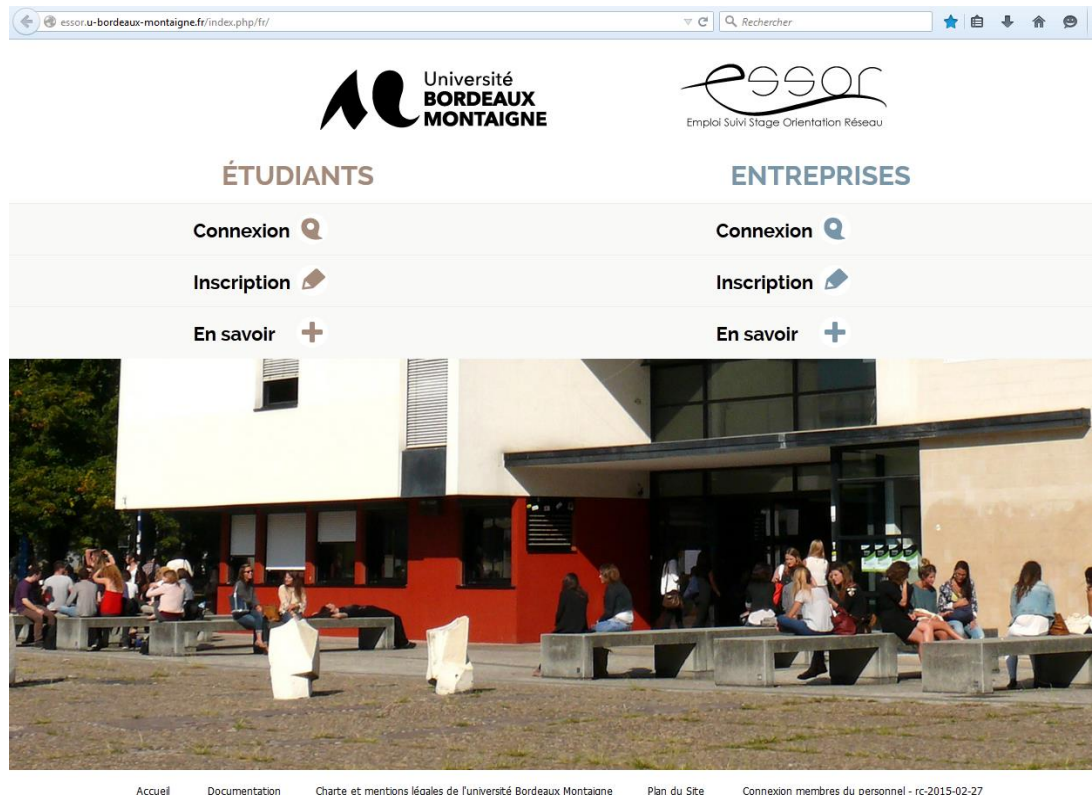 essor.u-bordeaux-montaigne.fr/index.php/fr/
Rechercher
Université
BORDEAUX
MONTAIGNE
essor
Emploi Suivi Stage Orientation Réseau
ÉTUDIANTS
ENTREPRISES
Connexion
Connexion
Inscription
Inscription
En savoir
En savoir
Accueil Documentation Charte et mentions légales de l'université Bordeaux Montaigne Plan du Site Connexion membres du personnel - rc-2015-02-27